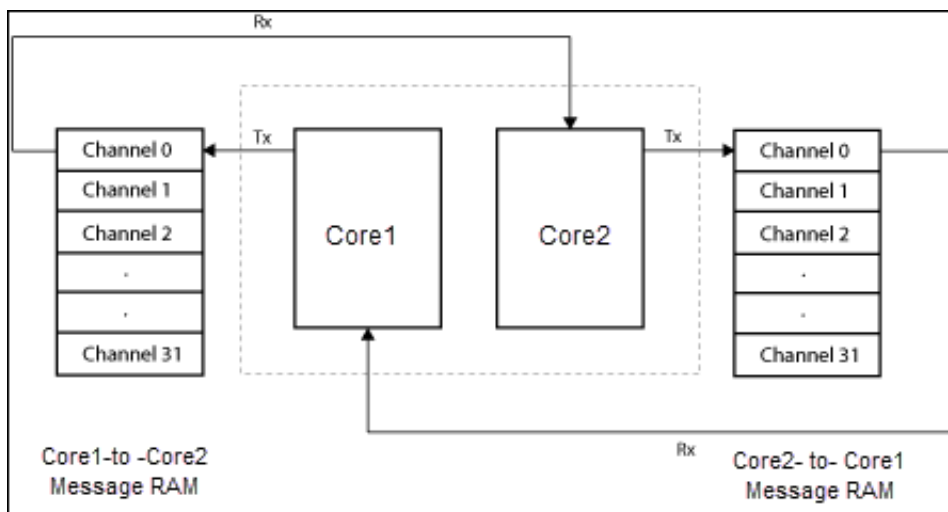 Rx
Tx
Tx
Channel 0
Channel 1
Channel 2
.
.
Channel 31
Core1
Core2
Channel 0
Channel 1
Channel 2
.
.
Channel 31
Rx
Core1-to -Core2
Message RAM
Core2- to- Core1
Message RAM